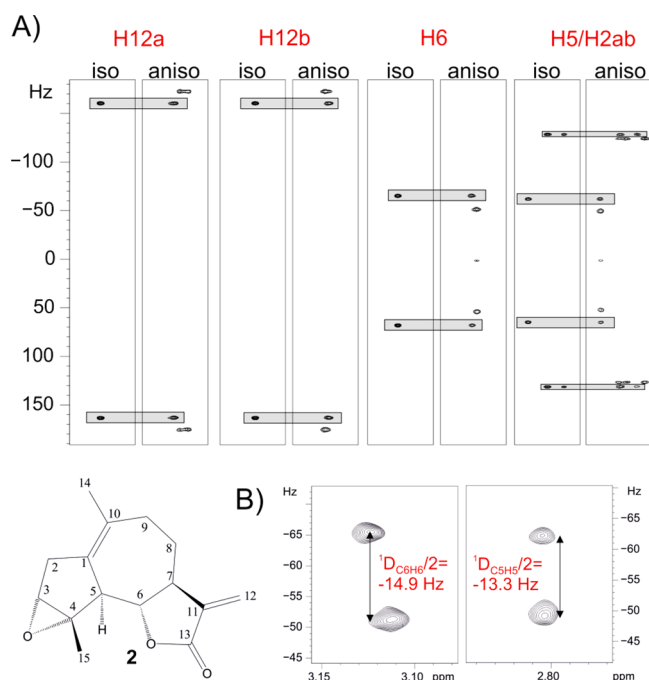 A)
H12a H12b H6 H5/H2ab
iso aniso iso aniso iso aniso iso aniso
Hz
−100
−50
0
50
100
150
14
10
9
2
1
8
3
5
6
7
4
12
11
H
O
O
13
15
2
O
B)
Hz
−65
−60
−55
−50
−45
¹D_C6H6/2=
-14.9 Hz
3.15 3.10 ppm
¹D_C5H5/2=
-13.3 Hz
2.80 ppm
Hz
−65
−60
−55
−50
−45